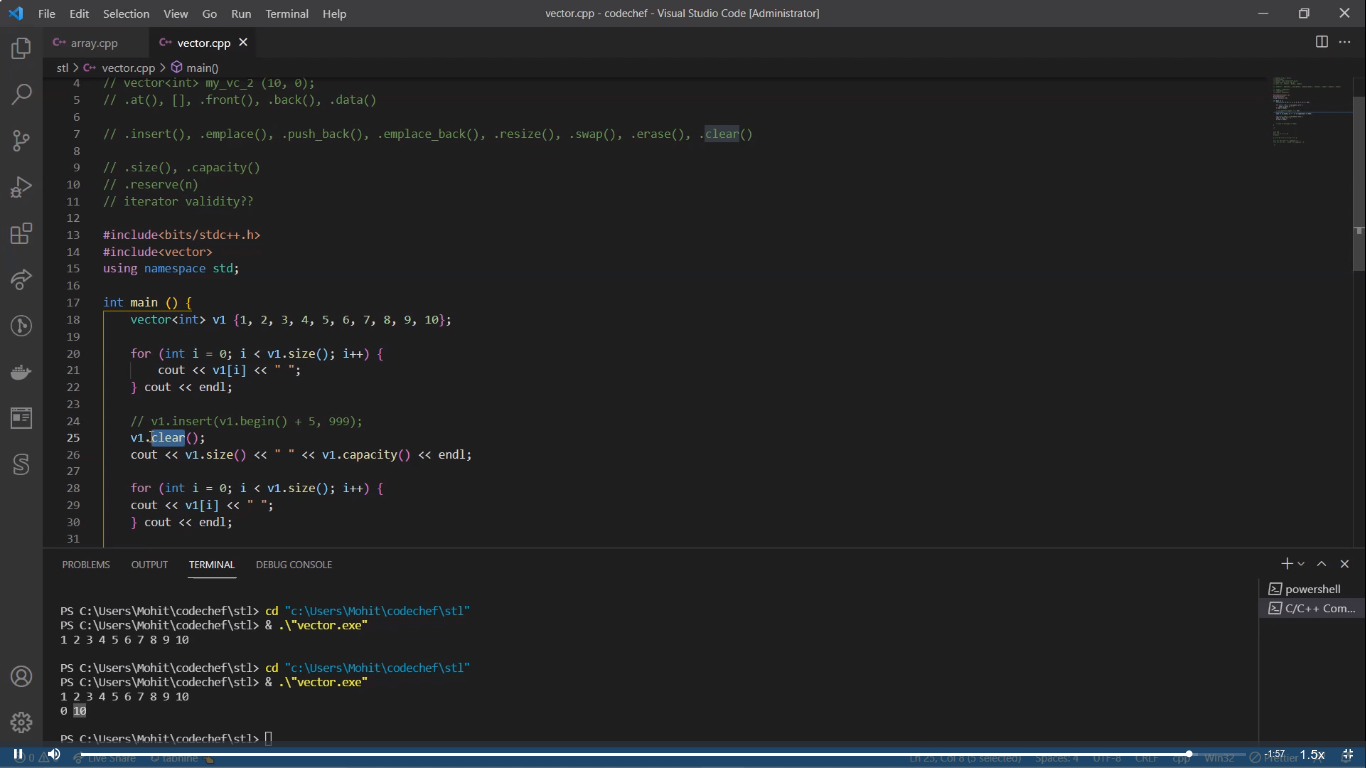 File Edit Selection View Go Run Terminal Help vector.cpp - codechef - Visual Studio Code [Administrator]
array.cpp vector.cpp
stl > vector.cpp > main()
4 // vector<int> my_vc_2 (10, 0);
5 // .at(), [], .front(), .back(), .data()
6
7 // .insert(), .emplace(), .push_back(), .emplace_back(), .resize(), .swap(), .erase(), .clear()
8
9 // .size(), .capacity()
10 // .reserve(n)
11 // iterator validity??
12
13 #include<bits/stdc++.h>
14 #include<vector>
15 using namespace std;
16
17 int main () {
18 vector<int> v1 {1, 2, 3, 4, 5, 6, 7, 8, 9, 10};
19
20 for (int i = 0; i < v1.size(); i++) {
21 cout << v1[i] << " ";
22 } cout << endl;
23
24 // v1.insert(v1.begin() + 5, 999);
25 v1.clear();
26 cout << v1.size() << " " << v1.capacity() << endl;
27
28 for (int i = 0; i < v1.size(); i++) {
29 cout << v1[i] << " ";
30 } cout << endl;
31
PROBLEMS OUTPUT TERMINAL DEBUG CONSOLE
powershell
C/C++ Com...
PS C:\Users\Mohit\codechef\stl> cd "c:\Users\Mohit\codechef\stl"
PS C:\Users\Mohit\codechef\stl> & .\"vector.exe"
1 2 3 4 5 6 7 8 9 10
PS C:\Users\Mohit\codechef\stl> cd "c:\Users\Mohit\codechef\stl"
PS C:\Users\Mohit\codechef\stl> & .\"vector.exe"
1 2 3 4 5 6 7 8 9 10
0 10
PS C:\Users\Mohit\codechef\stl>
0 Live Share tabnine Ln 25, Col 8 (5 selected) Spaces: 4 UTF-8 CRLF cpp Win32 Prettier
-1:57 1.5x